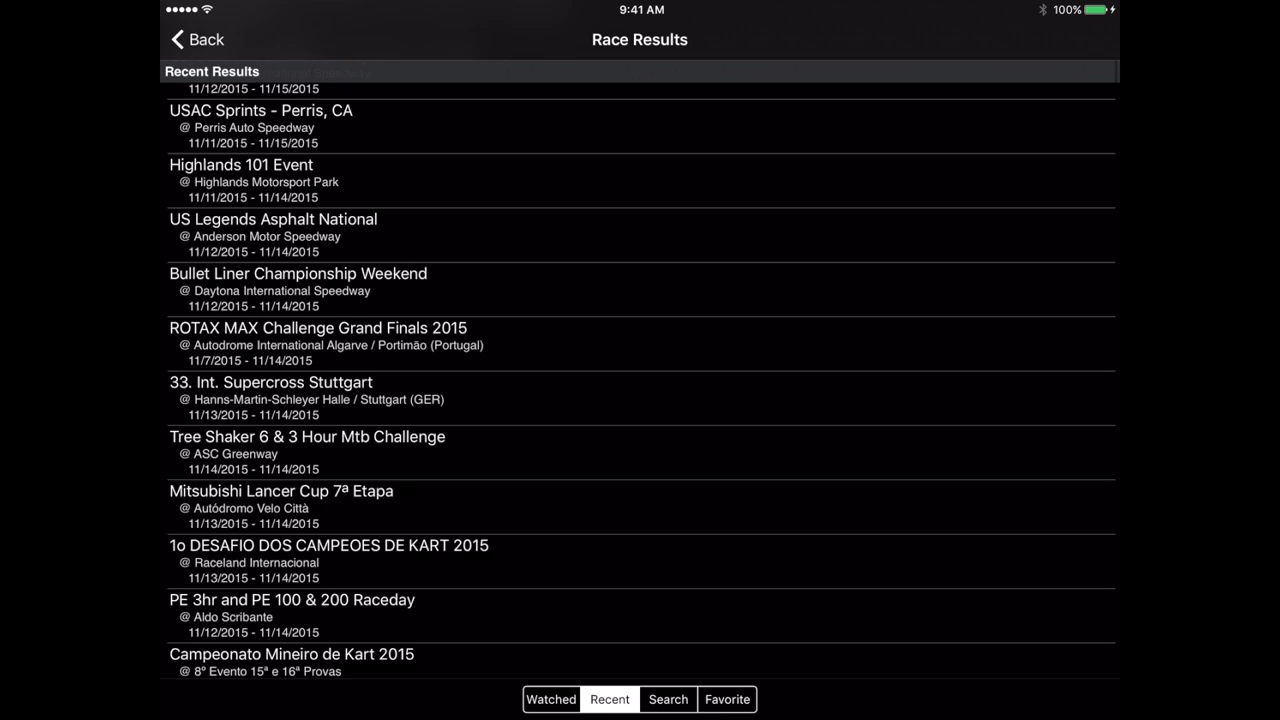 9:41 AM
100%
Back
Race Results
Recent Results
11/12/2015 - 11/15/2015
USAC Sprints - Perris, CA
@ Perris Auto Speedway
11/11/2015 - 11/15/2015
Highlands 101 Event
@ Highlands Motorsport Park
11/11/2015 - 11/14/2015
US Legends Asphalt National
@ Anderson Motor Speedway
11/12/2015 - 11/14/2015
Bullet Liner Championship Weekend
@ Daytona International Speedway
11/12/2015 - 11/14/2015
ROTAX MAX Challenge Grand Finals 2015
@ Autodrome International Algarve / Portimão (Portugal)
11/7/2015 - 11/14/2015
33. Int. Supercross Stuttgart
@ Hanns-Martin-Schleyer Halle / Stuttgart (GER)
11/13/2015 - 11/14/2015
Tree Shaker 6 & 3 Hour Mtb Challenge
@ ASC Greenway
11/14/2015 - 11/14/2015
Mitsubishi Lancer Cup 7ª Etapa
@ Autódromo Velo Città
11/13/2015 - 11/14/2015
1o DESAFIO DOS CAMPEOES DE KART 2015
@ Raceland Internacional
11/13/2015 - 11/14/2015
PE 3hr and PE 100 & 200 Raceday
@ Aldo Scribante
11/12/2015 - 11/14/2015
Campeonato Mineiro de Kart 2015
@ 8º Evento 15ª e 16ª Provas
Watched Recent Search Favorite